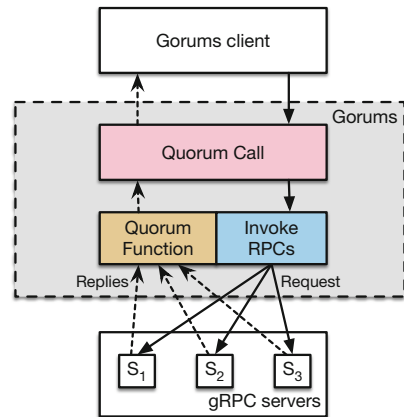 Gorums client
Gorums
Quorum Call
Quorum
Function
Invoke
RPCs
Replies
Request
S1
S2
S3
gRPC servers